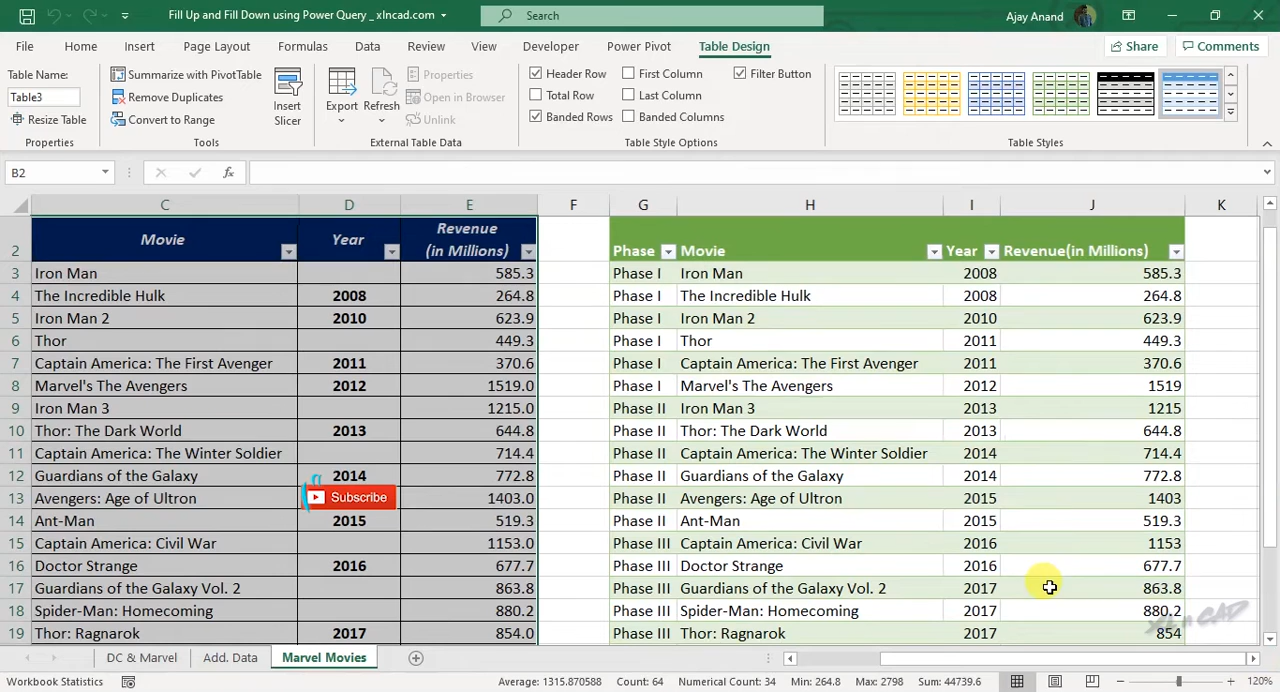 Fill Up and Fill Down using Power Query _ xlncad.com
Search
Ajay Anand
File Home Insert Page Layout Formulas Data Review View Developer Power Pivot Table Design Share Comments
Table Name:
Table3
Resize Table
Properties
Summarize with PivotTable
Remove Duplicates
Convert to Range
Tools
Insert Slicer
Export
Refresh
Properties
Open in Browser
Unlink
External Table Data
Header Row First Column Filter Button
Total Row Last Column
Banded Rows Banded Columns
Table Style Options
Table Styles
B2 fx
C D E F G H I J K
2 Movie Year Revenue (in Millions) Phase Movie Year Revenue(in Millions)
3 Iron Man 585.3 Phase I Iron Man 2008 585.3
4 The Incredible Hulk 2008 264.8 Phase I The Incredible Hulk 2008 264.8
5 Iron Man 2 2010 623.9 Phase I Iron Man 2 2010 623.9
6 Thor 449.3 Phase I Thor 2011 449.3
7 Captain America: The First Avenger 2011 370.6 Phase I Captain America: The First Avenger 2011 370.6
8 Marvel's The Avengers 2012 1519.0 Phase I Marvel's The Avengers 2012 1519
9 Iron Man 3 1215.0 Phase II Iron Man 3 2013 1215
10 Thor: The Dark World 2013 644.8 Phase II Thor: The Dark World 2013 644.8
11 Captain America: The Winter Soldier 714.4 Phase II Captain America: The Winter Soldier 2014 714.4
12 Guardians of the Galaxy 2014 772.8 Phase II Guardians of the Galaxy 2014 772.8
13 Avengers: Age of Ultron Subscribe 1403.0 Phase II Avengers: Age of Ultron 2015 1403
14 Ant-Man 2015 519.3 Phase II Ant-Man 2015 519.3
15 Captain America: Civil War 1153.0 Phase III Captain America: Civil War 2016 1153
16 Doctor Strange 2016 677.7 Phase III Doctor Strange 2016 677.7
17 Guardians of the Galaxy Vol. 2 863.8 Phase III Guardians of the Galaxy Vol. 2 2017 863.8
18 Spider-Man: Homecoming 880.2 Phase III Spider-Man: Homecoming 2017 880.2
19 Thor: Ragnarok 2017 854.0 Phase III Thor: Ragnarok 2017 854
XL n CAD
DC & Marvel Add. Data Marvel Movies
Workbook Statistics Average: 1315.870588 Count: 64 Numerical Count: 34 Min: 264.8 Max: 2798 Sum: 44739.6 120%